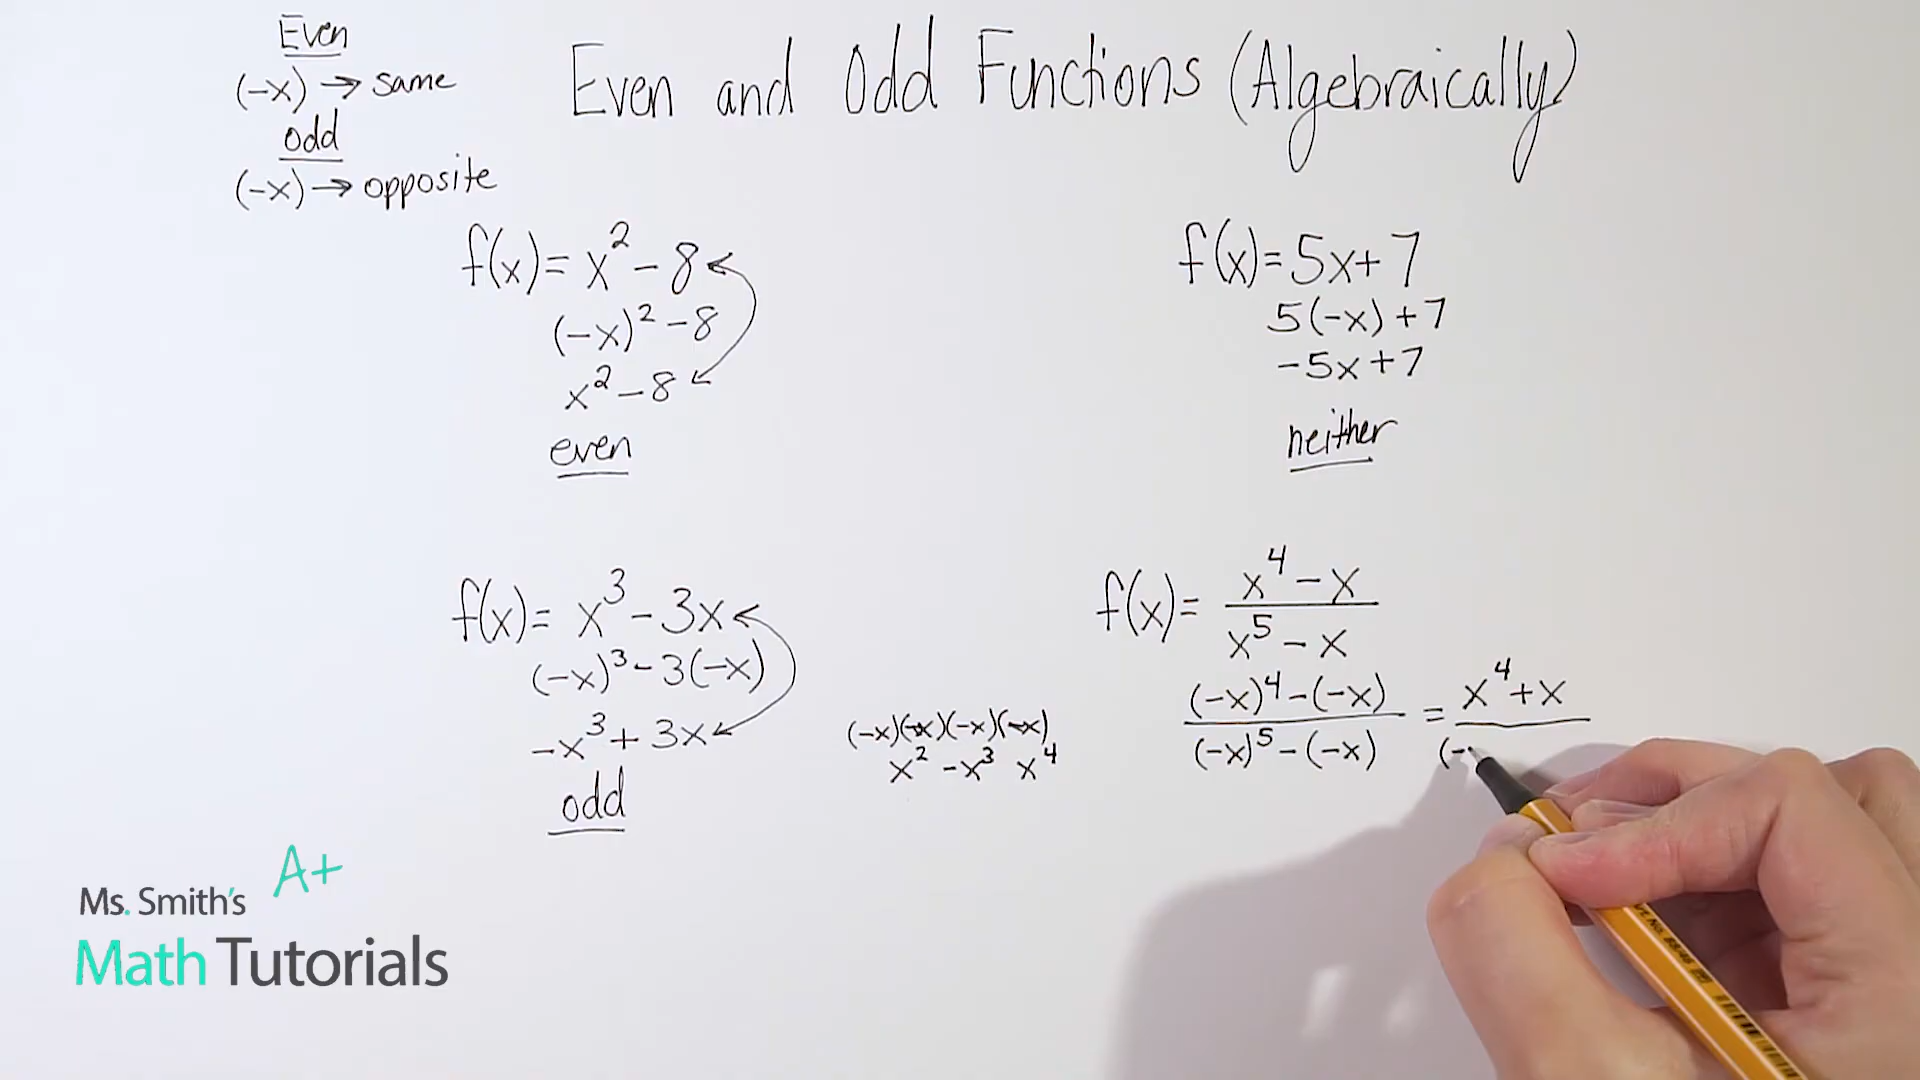 Even
(-x) → same
odd
(-x) → opposite
Even and Odd Functions (Algebraically)
f(x) = x² - 8
(-x)² - 8
x² - 8
even
f(x) = 5x + 7
5(-x) + 7
-5x + 7
neither
f(x) = x³ - 3x
(-x)³ - 3(-x)
-x³ + 3x
odd
(-x)(-x)(-x)(-x)
x² -x³ x⁴
f(x) = x⁴ - x
x⁵ - x
(-x)⁴ - (-x) = x⁴ + x
(-x)⁵ - (-x) (-
Ms. Smith's A+
Math Tutorials